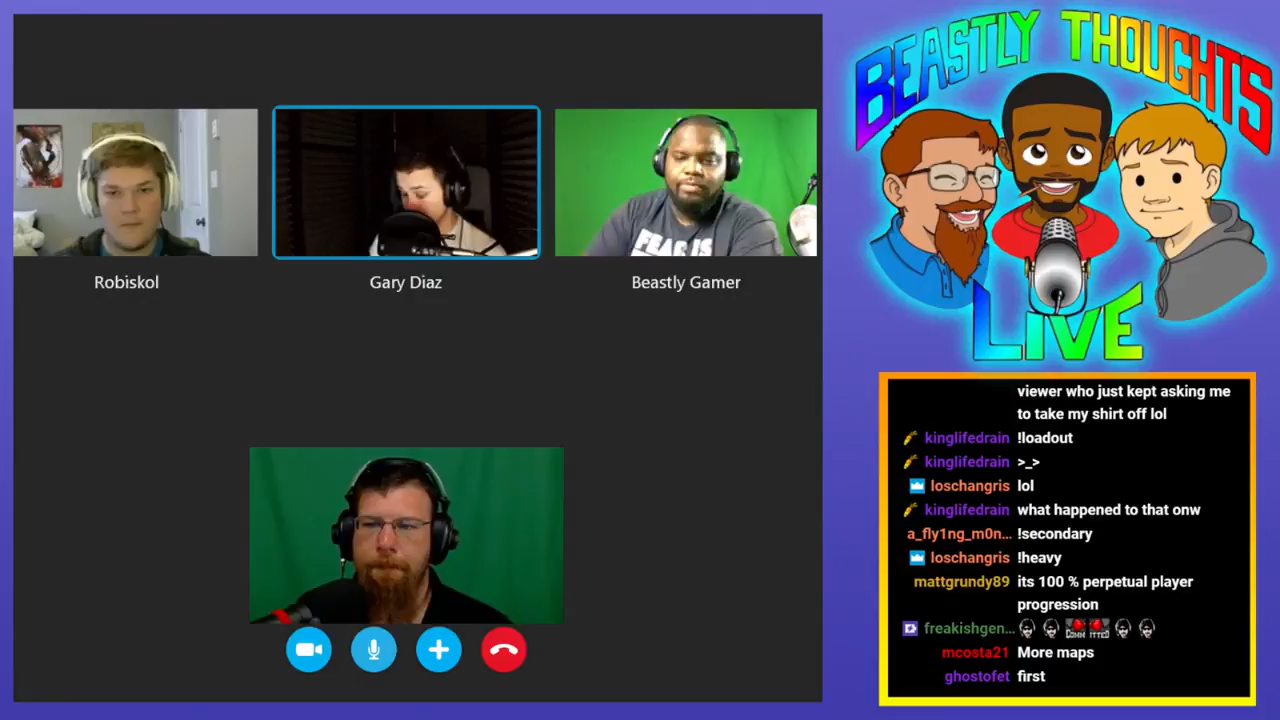 BEASTLY THOUGHTS
LIVE
Robiskol
Gary Diaz
Beastly Gamer
FEAR IS
viewer who just kept asking me
to take my shirt off lol
kinglifedrain !loadout
kinglifedrain >_>
loschangris lol
kinglifedrain what happened to that onw
a_fly1ng_m0n... !secondary
loschangris !heavy
mattgrundy89 its 100 % perpetual player
progression
freakishgen...
mcosta21 More maps
ghostofet first